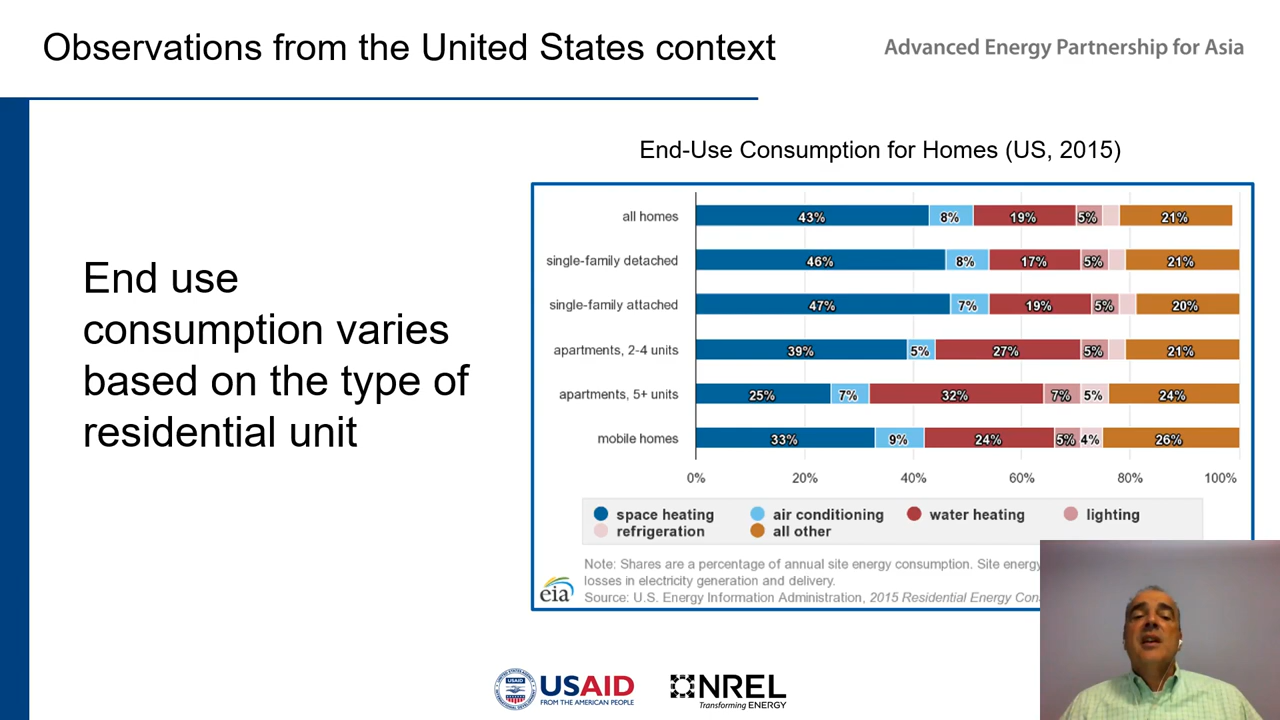 Observations from the United States context
Advanced Energy Partnership for Asia
End-Use Consumption for Homes (US, 2015)
End use
consumption varies
based on the type of
residential unit
all homes 43% 8% 19% 5% 21%
single-family detached 46% 8% 17% 5% 21%
single-family attached 47% 7% 19% 5% 20%
apartments, 2-4 units 39% 5% 27% 5% 21%
apartments, 5+ units 25% 7% 32% 7% 5% 24%
mobile homes 33% 9% 24% 5% 4% 26%
0% 20% 40% 60% 80% 100%
space heating air conditioning water heating lighting
refrigeration all other
Note: Shares are a percentage of annual site energy consumption. Site energy
losses in electricity generation and delivery.
eia Source: U.S. Energy Information Administration, 2015 Residential Energy
USAID
FROM THE AMERICAN PEOPLE
NREL
Transforming ENERGY